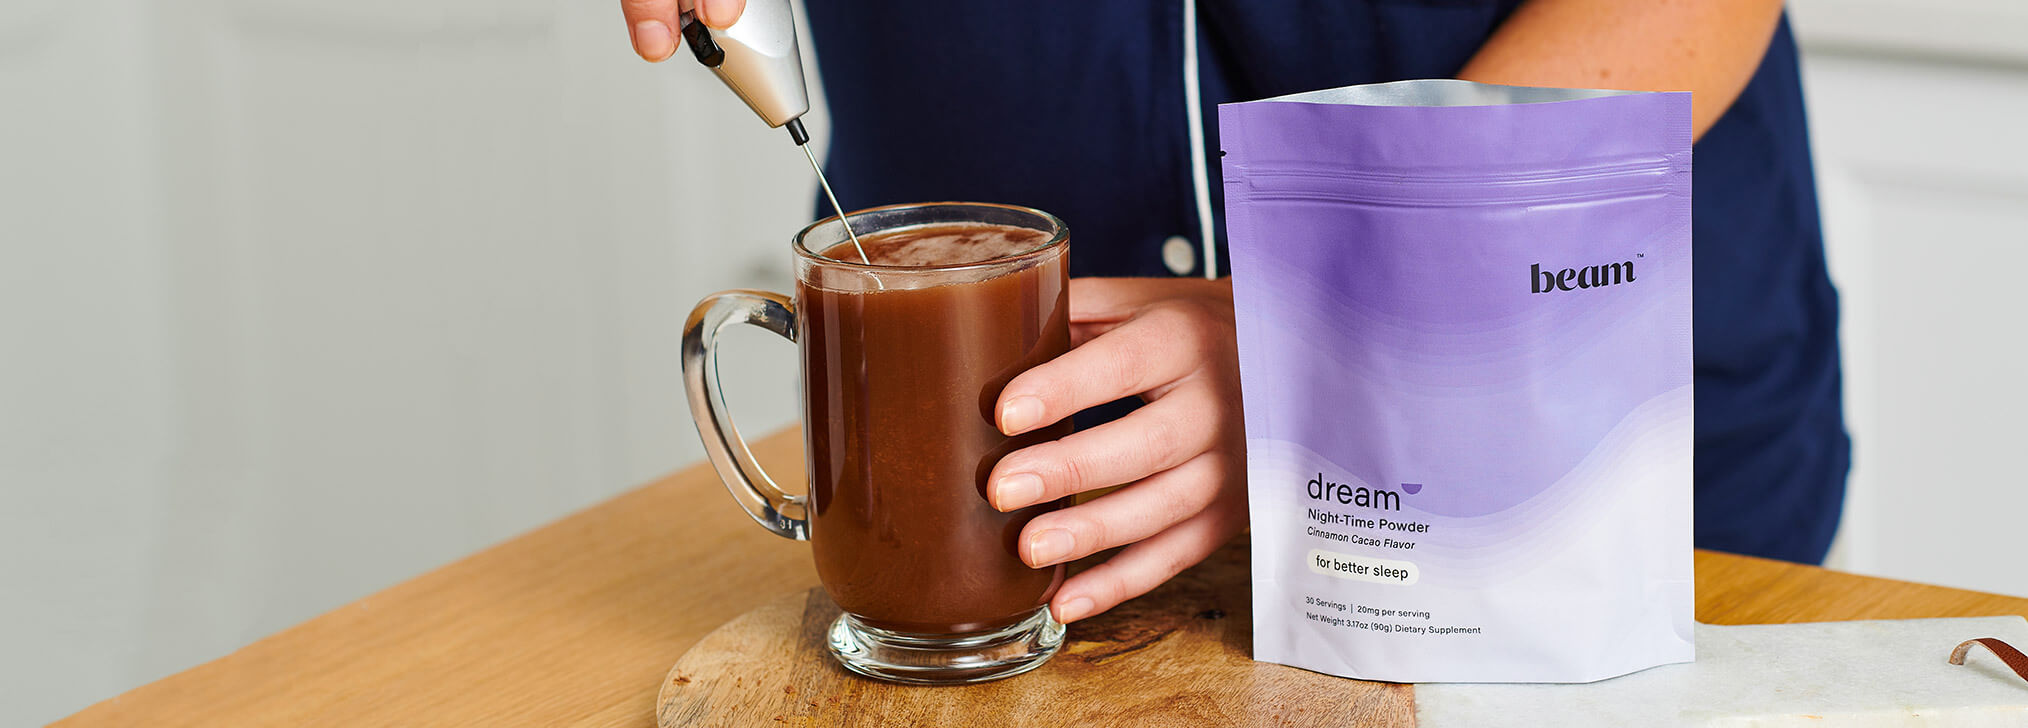 beam™
dream
Night-Time Powder
Cinnamon Cacao Flavor
for better sleep
30 Servings | 20mg per serving
Net Weight 3.17oz (90g) Dietary Supplement